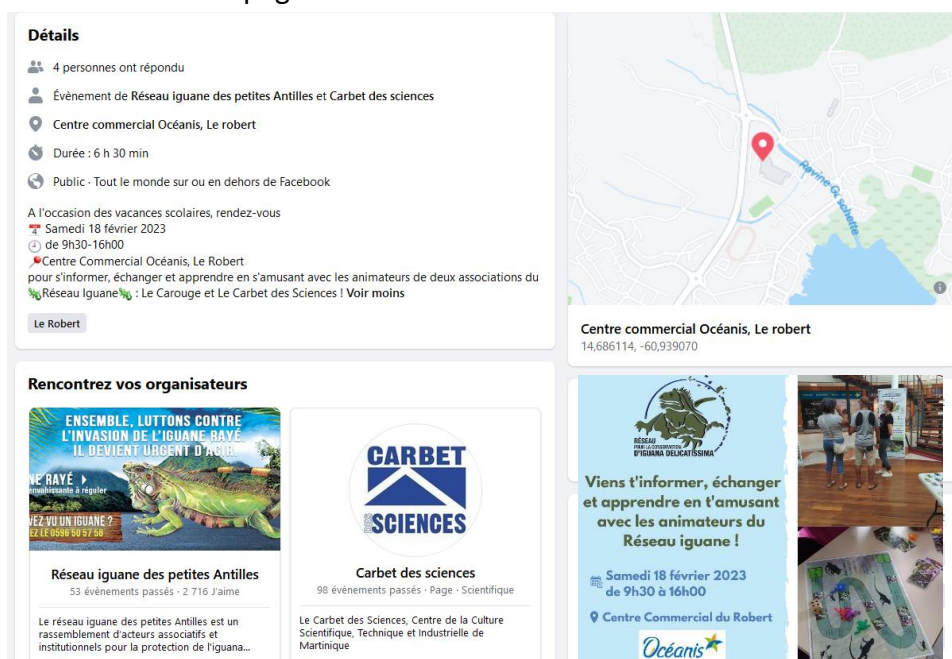 Détails
4 personnes ont répondu
Évènement de Réseau iguane des petites Antilles et Carbet des sciences
Centre commercial Océanis, Le robert
Durée : 6 h 30 min
Public · Tout le monde sur ou en dehors de Facebook
A l'occasion des vacances scolaires, rendez-vous
📅 Samedi 18 février 2023
🕘 de 9h30-16h00
📍Centre Commercial Océanis, Le Robert
pour s'informer, échanger et apprendre en s'amusant avec les animateurs de deux associations du
🦎Réseau Iguane🦎 : Le Carouge et Le Carbet des Sciences ! Voir moins
Le Robert
Centre commercial Océanis, Le robert
14,686114, -60,939070
Rencontrez vos organisateurs
ENSEMBLE, LUTTONS CONTRE
L'INVASION DE L'IGUANE RAYÉ
IL DEVIENT URGENT D'AGIR
NE RAYÉ
envahissante à réguler
VEZ VU UN IGUANE ?
EZ LE 0596 50 57 58
Réseau iguane des petites Antilles
53 évènements passés · 2 716 J'aime
Le réseau iguane des petites Antilles est un
rassemblement d'acteurs associatifs et
institutionnels pour la protection de l'iguana...
CARBET
DES
SCIENCES
Carbet des sciences
98 évènements passés · Page · Scientifique
Le Carbet des Sciences, Centre de la Culture
Scientifique, Technique et Industrielle de
Martinique
RÉSEAU
POUR LA CONSERVATION
D'IGUANA DELICATISSIMA
Viens t'informer, échanger
et apprendre en t'amusant
avec les animateurs du
Réseau iguane !
Samedi 18 février 2023
de 9h30 à 16h00
Centre Commercial du Robert
Océanis